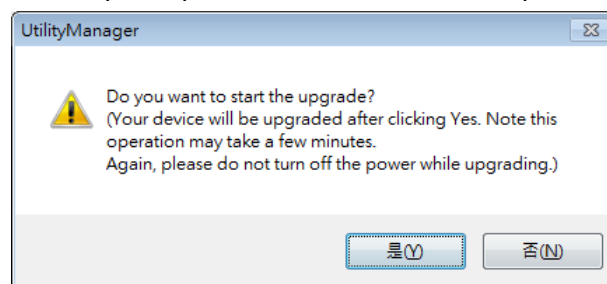 UtilityManager
Do you want to start the upgrade?
(Your device will be upgraded after clicking Yes. Note this
operation may take a few minutes.
Again, please do not turn off the power while upgrading.)
是(Y) 否(N)